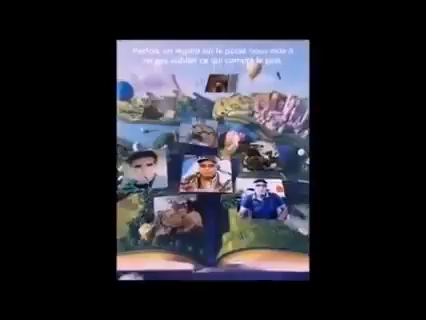 Parfois, un regard sur le passé nous aide à
ne pas oublier ce qui compte le plus.